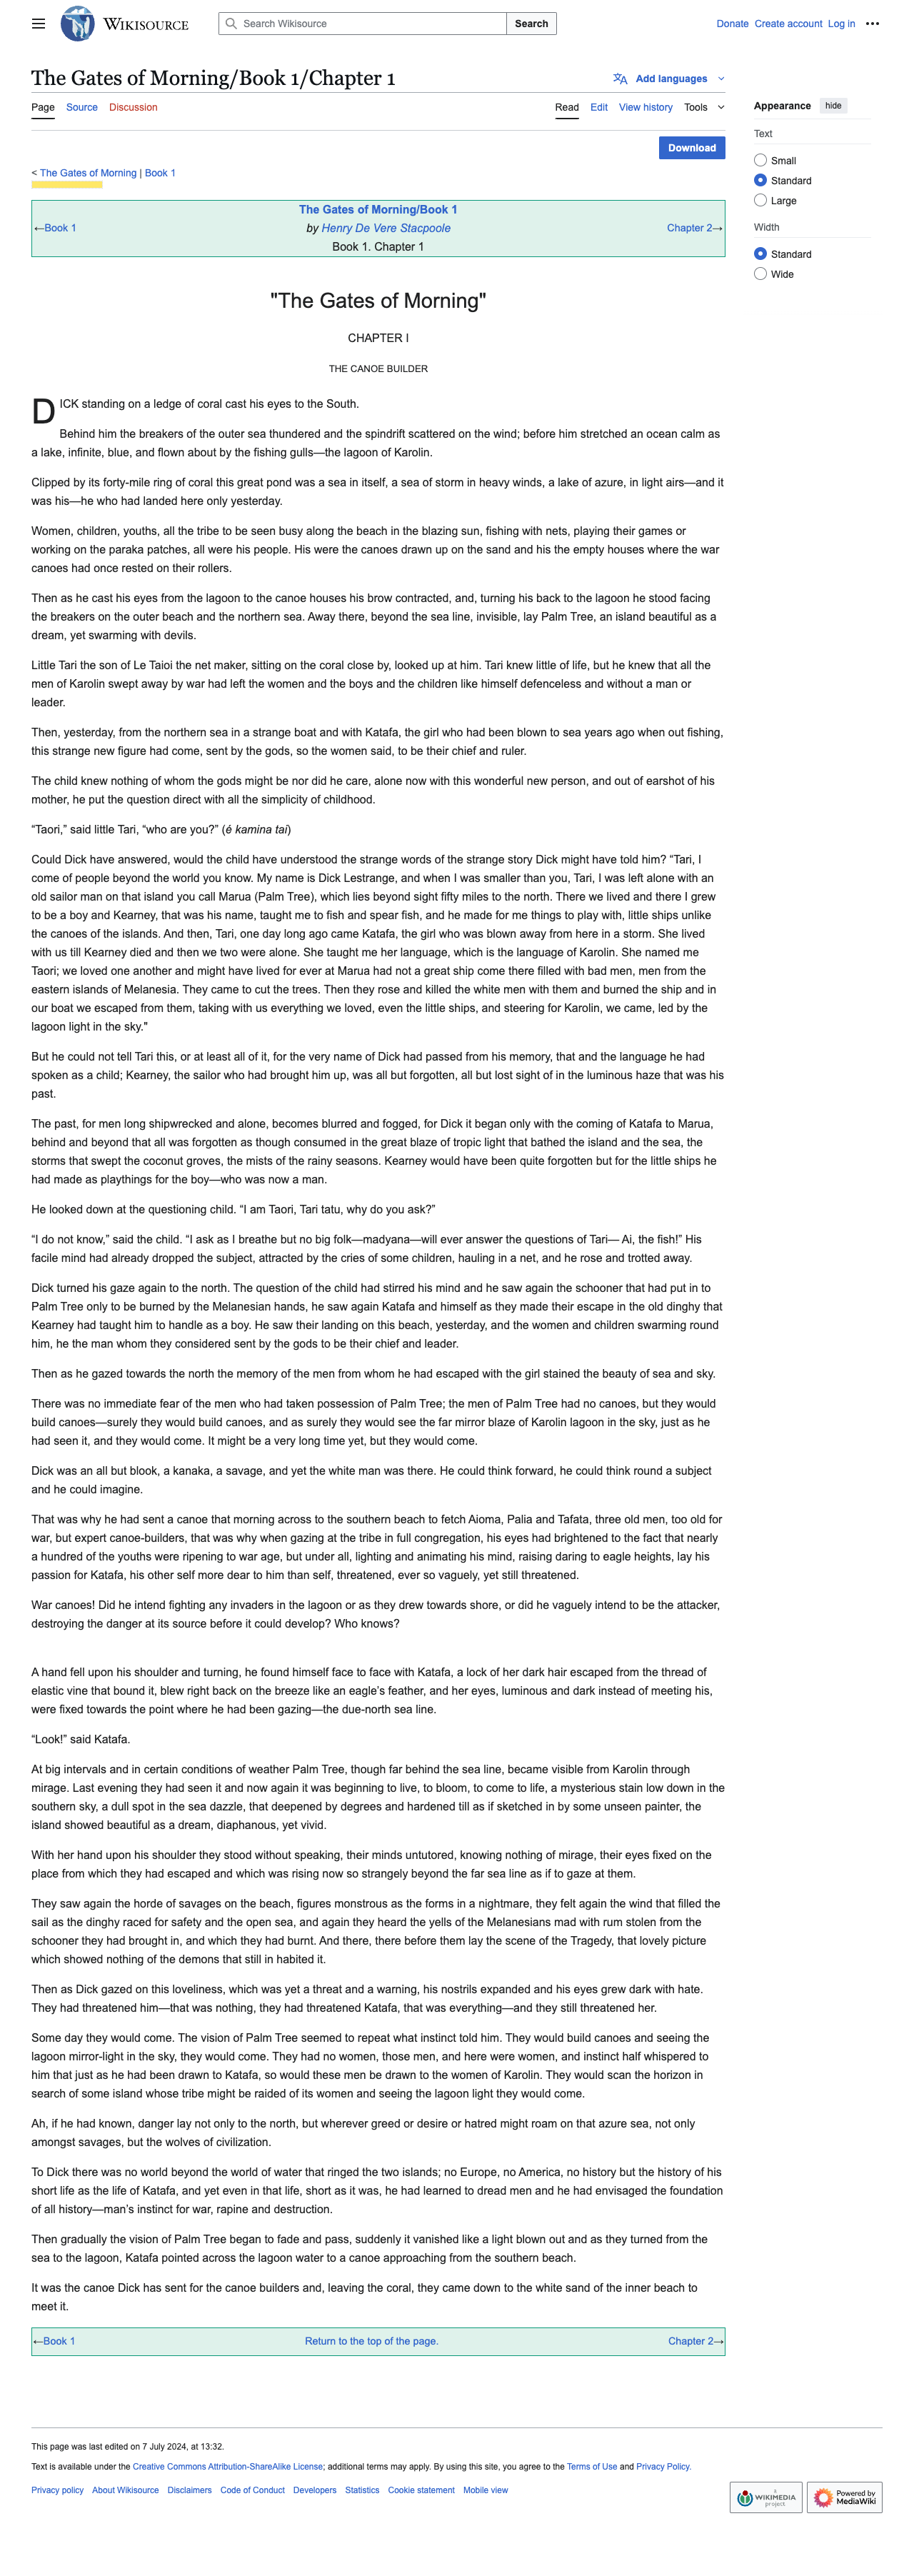 WIKISOURCE
Search Wikisource
Search
Donate Create account Log in
The Gates of Morning/Book 1/Chapter 1
Add languages
Page Source Discussion
Read Edit View history Tools
Appearance hide
Text
Small
Standard
Large
Width
Standard
Wide
Download
< The Gates of Morning | Book 1
The Gates of Morning/Book 1
←Book 1
by Henry De Vere Stacpoole
Chapter 2→
Book 1. Chapter 1
"The Gates of Morning"
CHAPTER I
THE CANOE BUILDER
DICK standing on a ledge of coral cast his eyes to the South.
Behind him the breakers of the outer sea thundered and the spindrift scattered on the wind; before him stretched an ocean calm as
a lake, infinite, blue, and flown about by the fishing gulls—the lagoon of Karolin.
Clipped by its forty-mile ring of coral this great pond was a sea in itself, a sea of storm in heavy winds, a lake of azure, in light airs—and it
was his—he who had landed here only yesterday.
Women, children, youths, all the tribe to be seen busy along the beach in the blazing sun, fishing with nets, playing their games or
working on the paraka patches, all were his people. His were the canoes drawn up on the sand and his the empty houses where the war
canoes had once rested on their rollers.
Then as he cast his eyes from the lagoon to the canoe houses his brow contracted, and, turning his back to the lagoon he stood facing
the breakers on the outer beach and the northern sea. Away there, beyond the sea line, invisible, lay Palm Tree, an island beautiful as a
dream, yet swarming with devils.
Little Tari the son of Le Taioi the net maker, sitting on the coral close by, looked up at him. Tari knew little of life, but he knew that all the
men of Karolin swept away by war had left the women and the boys and the children like himself defenceless and without a man or
leader.
Then, yesterday, from the northern sea in a strange boat and with Katafa, the girl who had been blown to sea years ago when out fishing,
this strange new figure had come, sent by the gods, so the women said, to be their chief and ruler.
The child knew nothing of whom the gods might be nor did he care, alone now with this wonderful new person, and out of earshot of his
mother, he put the question direct with all the simplicity of childhood.
“Taori,” said little Tari, “who are you?” (é kamina tai)
Could Dick have answered, would the child have understood the strange words of the strange story Dick might have told him? “Tari, I
come of people beyond the world you know. My name is Dick Lestrange, and when I was smaller than you, Tari, I was left alone with an
old sailor man on that island you call Marua (Palm Tree), which lies beyond sight fifty miles to the north. There we lived and there I grew
to be a boy and Kearney, that was his name, taught me to fish and spear fish, and he made for me things to play with, little ships unlike
the canoes of the islands. And then, Tari, one day long ago came Katafa, the girl who was blown away from here in a storm. She lived
with us till Kearney died and then we two were alone. She taught me her language, which is the language of Karolin. She named me
Taori; we loved one another and might have lived for ever at Marua had not a great ship come there filled with bad men, men from the
eastern islands of Melanesia. They came to cut the trees. Then they rose and killed the white men with them and burned the ship and in
our boat we escaped from them, taking with us everything we loved, even the little ships, and steering for Karolin, we came, led by the
lagoon light in the sky."
But he could not tell Tari this, or at least all of it, for the very name of Dick had passed from his memory, that and the language he had
spoken as a child; Kearney, the sailor who had brought him up, was all but forgotten, all but lost sight of in the luminous haze that was his
past.
The past, for men long shipwrecked and alone, becomes blurred and fogged, for Dick it began only with the coming of Katafa to Marua,
behind and beyond that all was forgotten as though consumed in the great blaze of tropic light that bathed the island and the sea, the
storms that swept the coconut groves, the mists of the rainy seasons. Kearney would have been quite forgotten but for the little ships he
had made as playthings for the boy—who was now a man.
He looked down at the questioning child. “I am Taori, Tari tatu, why do you ask?”
“I do not know,” said the child. “I ask as I breathe but no big folk—madyana—will ever answer the questions of Tari— Ai, the fish!” His
facile mind had already dropped the subject, attracted by the cries of some children, hauling in a net, and he rose and trotted away.
Dick turned his gaze again to the north. The question of the child had stirred his mind and he saw again the schooner that had put in to
Palm Tree only to be burned by the Melanesian hands, he saw again Katafa and himself as they made their escape in the old dinghy that
Kearney had taught him to handle as a boy. He saw their landing on this beach, yesterday, and the women and children swarming round
him, he the man whom they considered sent by the gods to be their chief and leader.
Then as he gazed towards the north the memory of the men from whom he had escaped with the girl stained the beauty of sea and sky.
There was no immediate fear of the men who had taken possession of Palm Tree; the men of Palm Tree had no canoes, but they would
build canoes—surely they would build canoes, and as surely they would see the far mirror blaze of Karolin lagoon in the sky, just as he
had seen it, and they would come. It might be a very long time yet, but they would come.
Dick was an all but blook, a kanaka, a savage, and yet the white man was there. He could think forward, he could think round a subject
and he could imagine.
That was why he had sent a canoe that morning across to the southern beach to fetch Aioma, Palia and Tafata, three old men, too old for
war, but expert canoe-builders, that was why when gazing at the tribe in full congregation, his eyes had brightened to the fact that nearly
a hundred of the youths were ripening to war age, but under all, lighting and animating his mind, raising daring to eagle heights, lay his
passion for Katafa, his other self more dear to him than self, threatened, ever so vaguely, yet still threatened.
War canoes! Did he intend fighting any invaders in the lagoon or as they drew towards shore, or did he vaguely intend to be the attacker,
destroying the danger at its source before it could develop? Who knows?
A hand fell upon his shoulder and turning, he found himself face to face with Katafa, a lock of her dark hair escaped from the thread of
elastic vine that bound it, blew right back on the breeze like an eagle’s feather, and her eyes, luminous and dark instead of meeting his,
were fixed towards the point where he had been gazing—the due-north sea line.
“Look!” said Katafa.
At big intervals and in certain conditions of weather Palm Tree, though far behind the sea line, became visible from Karolin through
mirage. Last evening they had seen it and now again it was beginning to live, to bloom, to come to life, a mysterious stain low down in the
southern sky, a dull spot in the sea dazzle, that deepened by degrees and hardened till as if sketched in by some unseen painter, the
island showed beautiful as a dream, diaphanous, yet vivid.
With her hand upon his shoulder they stood without speaking, their minds untutored, knowing nothing of mirage, their eyes fixed on the
place from which they had escaped and which was rising now so strangely beyond the far sea line as if to gaze at them.
They saw again the horde of savages on the beach, figures monstrous as the forms in a nightmare, they felt again the wind that filled the
sail as the dinghy raced for safety and the open sea, and again they heard the yells of the Melanesians mad with rum stolen from the
schooner they had brought in, and which they had burnt. And there, there before them lay the scene of the Tragedy, that lovely picture
which showed nothing of the demons that still in habited it.
Then as Dick gazed on this loveliness, which was yet a threat and a warning, his nostrils expanded and his eyes grew dark with hate.
They had threatened him—that was nothing, they had threatened Katafa, that was everything—and they still threatened her.
Some day they would come. The vision of Palm Tree seemed to repeat what instinct told him. They would build canoes and seeing the
lagoon mirror-light in the sky, they would come. They had no women, those men, and here were women, and instinct half whispered to
him that just as he had been drawn to Katafa, so would these men be drawn to the women of Karolin. They would scan the horizon in
search of some island whose tribe might be raided of its women and seeing the lagoon light they would come.
Ah, if he had known, danger lay not only to the north, but wherever greed or desire or hatred might roam on that azure sea, not only
amongst savages, but the wolves of civilization.
To Dick there was no world beyond the world of water that ringed the two islands; no Europe, no America, no history but the history of his
short life as the life of Katafa, and yet even in that life, short as it was, he had learned to dread men and he had envisaged the foundation
of all history—man’s instinct for war, rapine and destruction.
Then gradually the vision of Palm Tree began to fade and pass, suddenly it vanished like a light blown out and as they turned from the
sea to the lagoon, Katafa pointed across the lagoon water to a canoe approaching from the southern beach.
It was the canoe Dick has sent for the canoe builders and, leaving the coral, they came down to the white sand of the inner beach to
meet it.
←Book 1
Return to the top of the page.
Chapter 2→
This page was last edited on 7 July 2024, at 13:32.
Text is available under the Creative Commons Attribution-ShareAlike License; additional terms may apply. By using this site, you agree to the Terms of Use and Privacy Policy.
Privacy policy About Wikisource Disclaimers Code of Conduct Developers Statistics Cookie statement Mobile view
A WIKIMEDIA project
Powered by MediaWiki